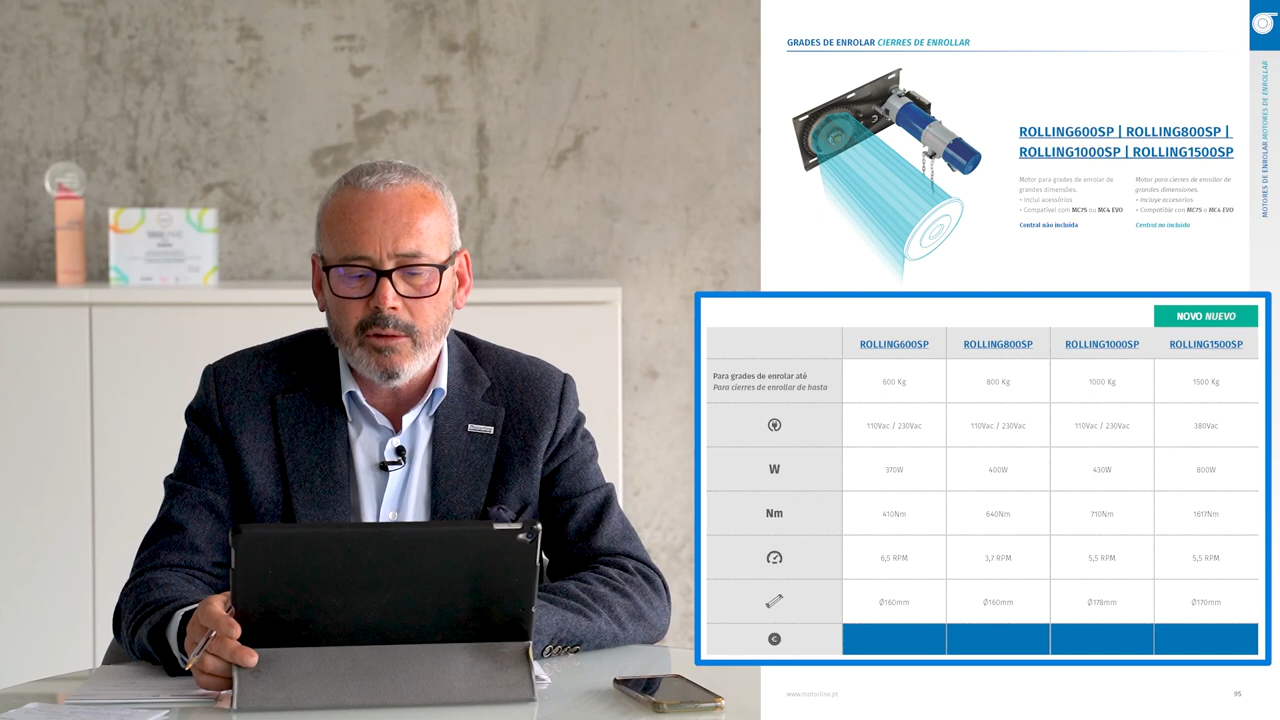 GRADES DE ENROLAR CIERRES DE ENROLLAR
ROLLING600SP | ROLLING800SP |
ROLLING1000SP | ROLLING1500SP
Motor para grades de enrolar de
grandes dimensões.
• Inclui acessórios
• Compatível com MC75 ou MC4 EVO
Central não incluída
Motor para cierres de enrollar de
grandes dimensiones.
• Incluye accesorios
• Compatible con MC75 o MC4 EVO
Central no incluida
MOTORES DE ENROLAR MOTORES DE ENROLLAR
NOVO NUEVO
ROLLING600SP ROLLING800SP ROLLING1000SP ROLLING1500SP
Para grades de enrolar até
Para cierres de enrollar de hasta
600 Kg 800 Kg 1000 Kg 1500 Kg
110Vac / 230Vac 110Vac / 230Vac 110Vac / 230Vac 380Vac
W 370W 400W 430W 800W
Nm 410Nm 640Nm 710Nm 1617Nm
6,5 RPM 3,7 RPM 5,5 RPM 5,5 RPM
Ø160mm Ø160mm Ø178mm Ø170mm
€
www.motorline.pt
95